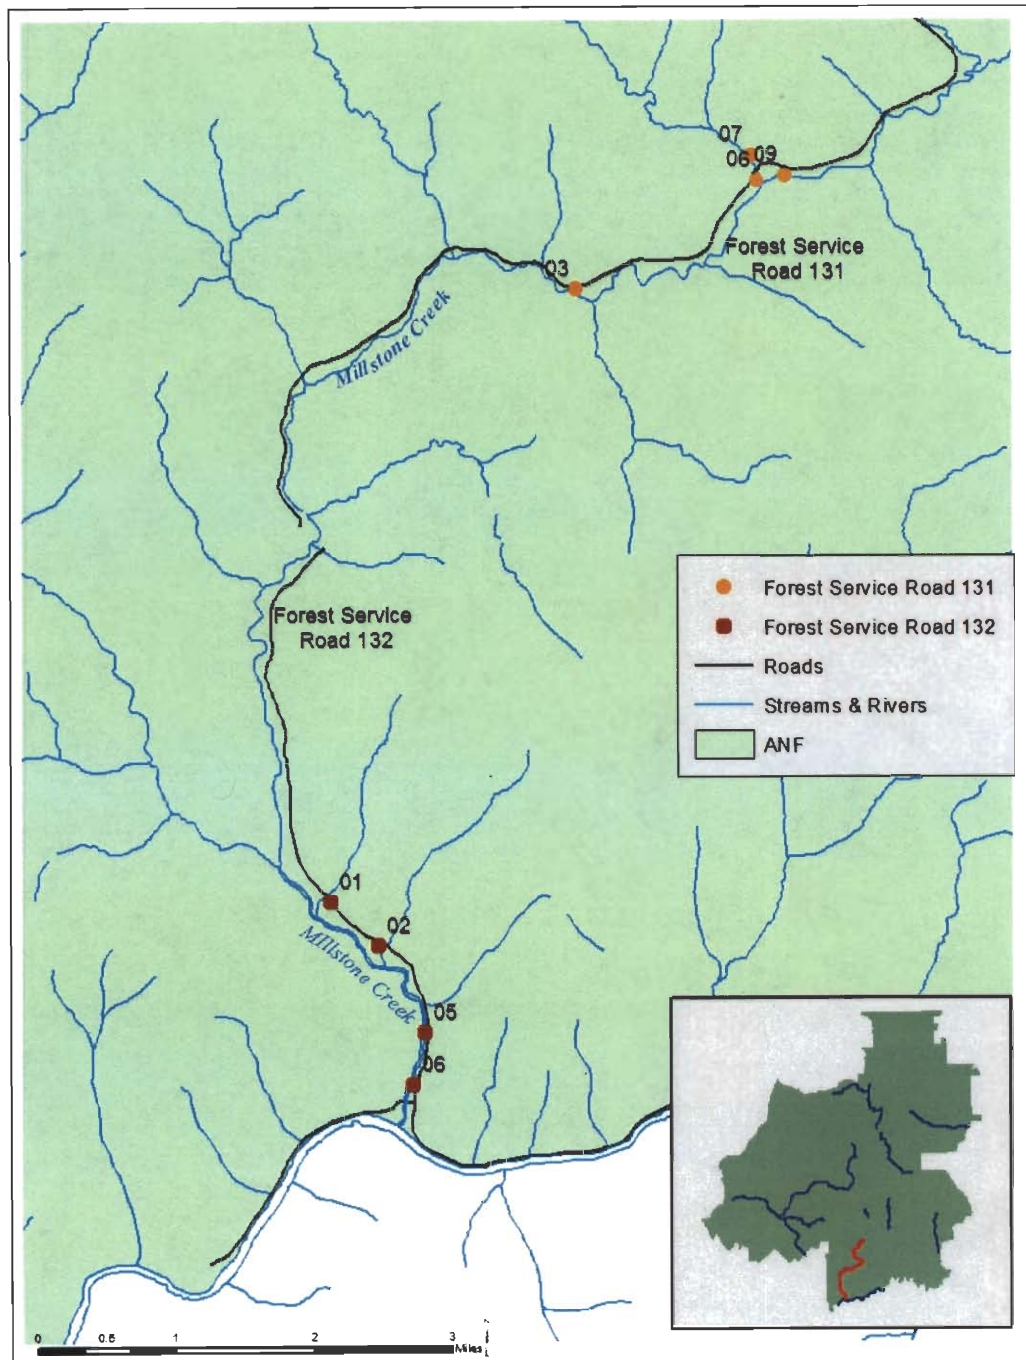 07
06
09
03
Forest Service
Road 131
Millstone Creek
Forest Service
Road 132
Forest Service Road 131
Forest Service Road 132
Roads
Streams & Rivers
ANF
01
02
Millstone Creek
05
06
0 0.5 1 2 3
Miles